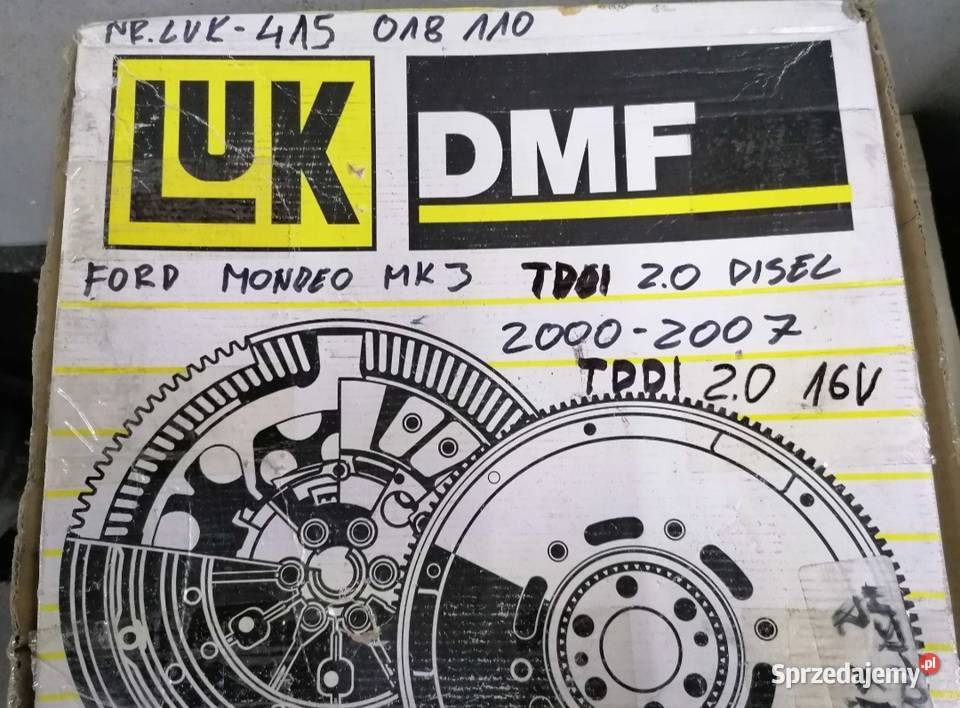 NR.LUK-415 018 110
LUK DMF
FORD MONDEO MK3 TDDI 2.0 DISEL
2000-2007
TDDI 2.0 16V
Sprzedajemy.pl